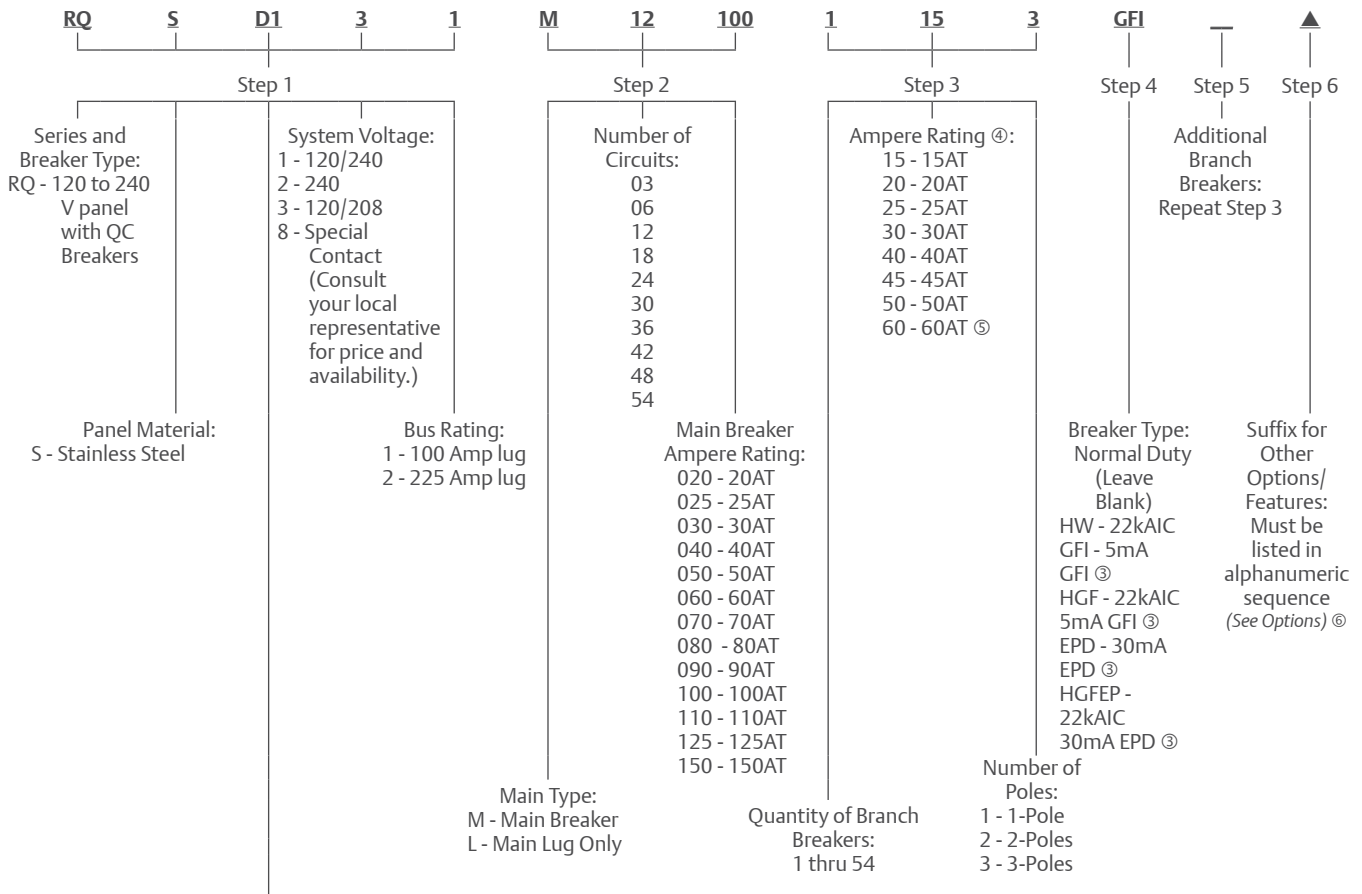 RQ S D1 3 1 M 12 100 1 15 3 GFI __ ▲
Step 1
Step 2
Step 3
Step 4
Step 5
Step 6
Series and
Breaker Type:
RQ - 120 to 240
V panel
with QC
Breakers
System Voltage:
1 - 120/240
2 - 240
3 - 120/208
8 - Special
Contact
(Consult
your local
representative
for price and
availability.)
Number of
Circuits:
03
06
12
18
24
30
36
42
48
54
Ampere Rating ④:
15 - 15AT
20 - 20AT
25 - 25AT
30 - 30AT
40 - 40AT
45 - 45AT
50 - 50AT
60 - 60AT ⑤
Additional
Branch
Breakers:
Repeat Step 3
Panel Material:
S - Stainless Steel
Bus Rating:
1 - 100 Amp lug
2 - 225 Amp lug
Main Breaker
Ampere Rating:
020 - 20AT
025 - 25AT
030 - 30AT
040 - 40AT
050 - 50AT
060 - 60AT
070 - 70AT
080 - 80AT
090 - 90AT
100 - 100AT
110 - 110AT
125 - 125AT
150 - 150AT
Breaker Type:
Normal Duty
(Leave
Blank)
HW - 22kAIC
GFI - 5mA
GFI ③
HGF - 22kAIC
5mA GFI ③
EPD - 30mA
EPD ③
HGFEP -
22kAIC
30mA EPD ③
Suffix for
Other
Options/
Features:
Must be
listed in
alphanumeric
sequence
(See Options) ⑥
Main Type:
M - Main Breaker
L - Main Lug Only
Quantity of Branch
Breakers:
1 thru 54
Number of
Poles:
1 - 1-Pole
2 - 2-Poles
3 - 3-Poles